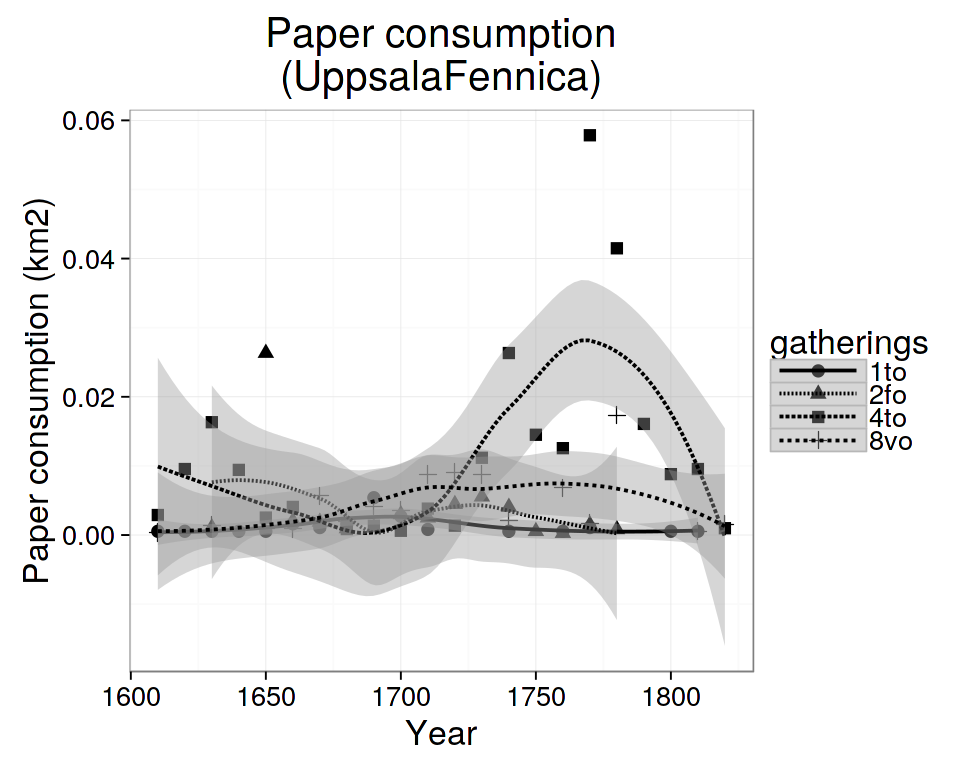 Paper consumption
(UppsalaFennica)
Paper consumption (km2)
0.06
0.04
0.02
0.00
1600
1650
1700
1750
1800
Year
gatherings
1to
2fo
4to
8vo